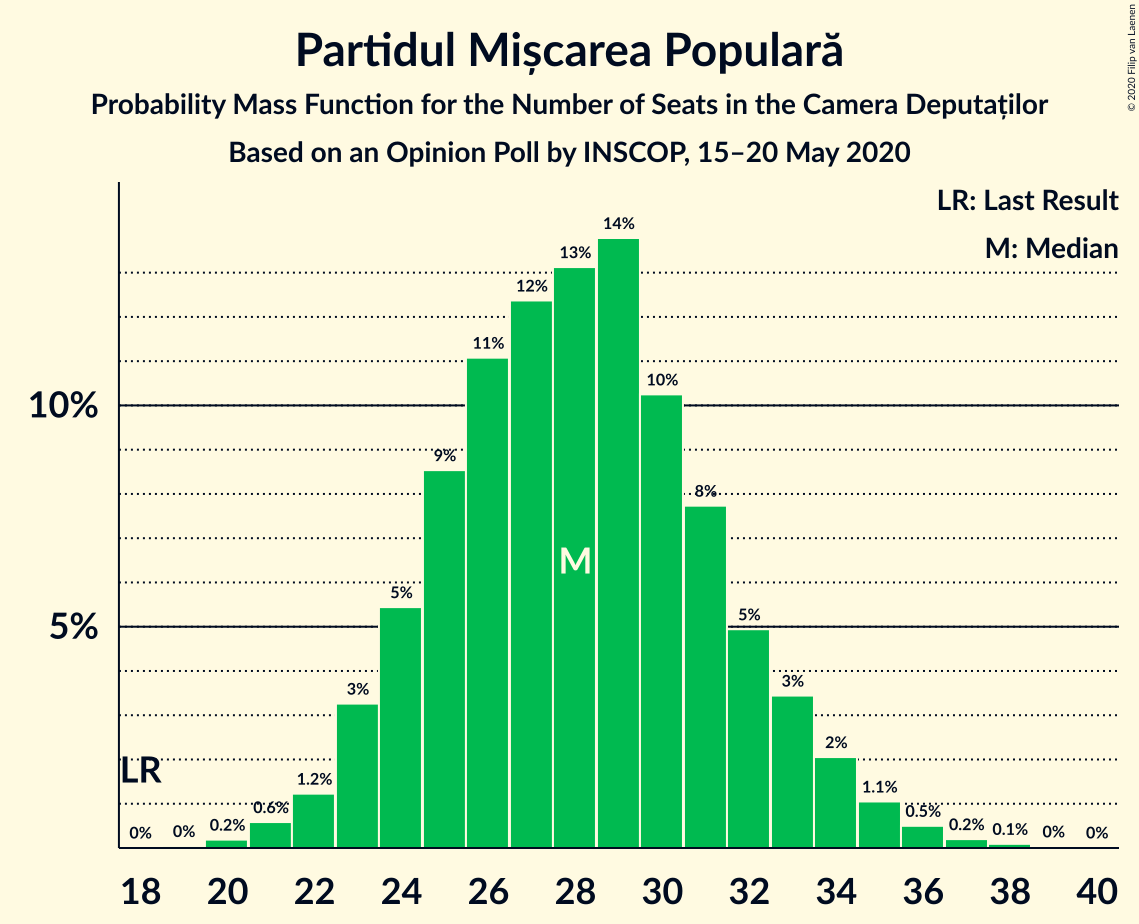 Partidul Mișcarea Populară
Probability Mass Function for the Number of Seats in the Camera Deputaților
Based on an Opinion Poll by INSCOP, 15–20 May 2020
© 2020 Filip van Laenen
LR: Last Result
M: Median
14%
13%
12%
11%
10%
10%
9%
8%
M
5%
5%
5%
3%
3%
2%
LR
1.2%
1.1%
0.6%
0.5%
0% 0% 0.2% 0.2% 0.1% 0% 0%
18 20 22 24 26 28 30 32 34 36 38 40